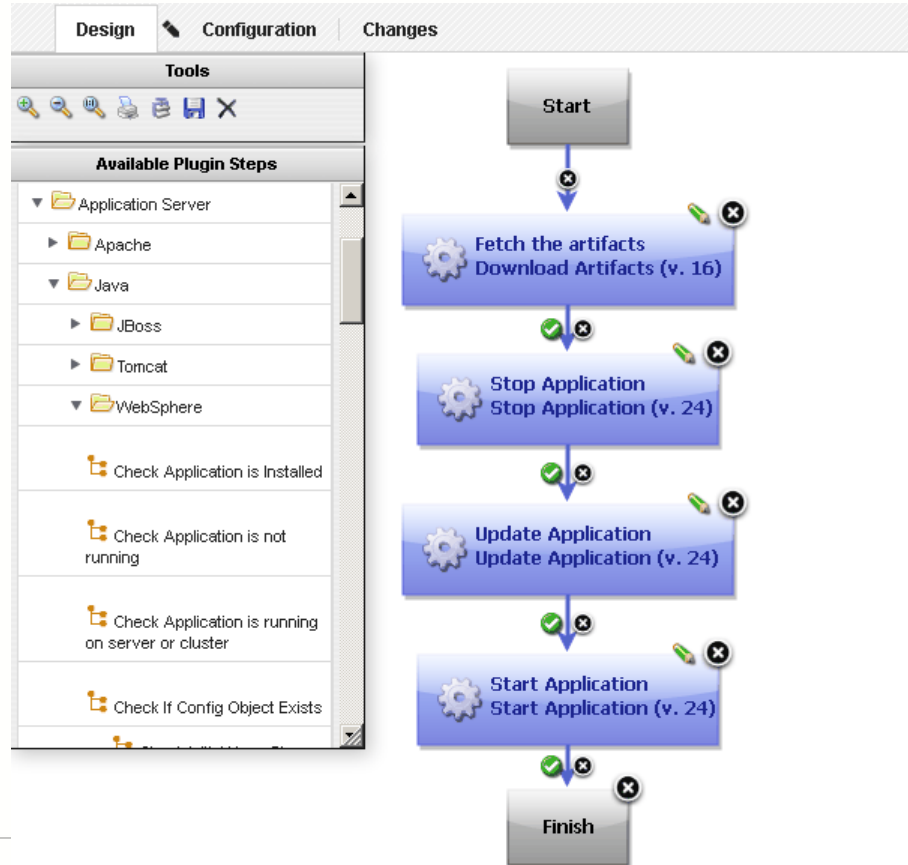 Design Configuration Changes
Tools
Available Plugin Steps
Application Server
Apache
Java
JBoss
Tomcat
WebSphere
Check Application is Installed
Check Application is not
running
Check Application is running
on server or cluster
Check If Config Object Exists
Start
Fetch the artifacts
Download Artifacts (v. 16)
Stop Application
Stop Application (v. 24)
Update Application
Update Application (v. 24)
Start Application
Start Application (v. 24)
Finish